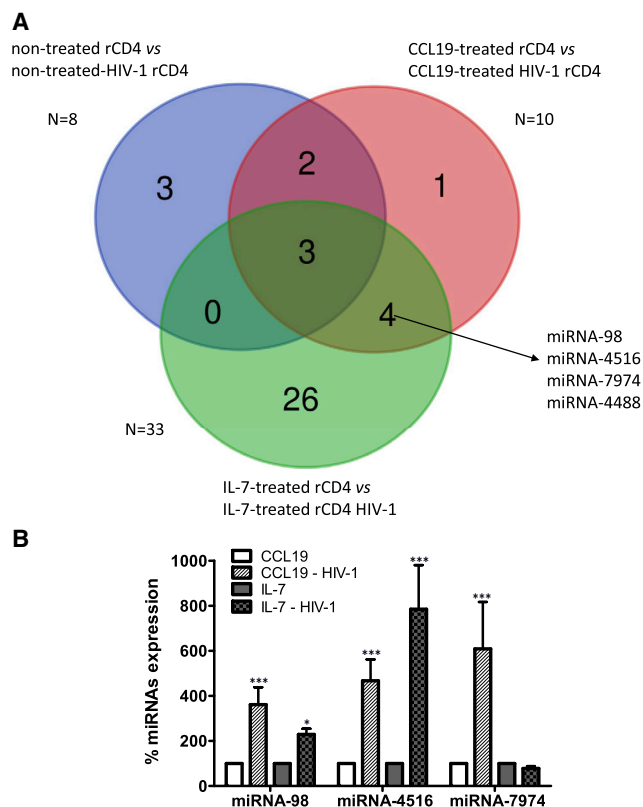 A
non-treated rCD4 vs
non-treated-HIV-1 rCD4
CCL19-treated rCD4 vs
CCL19-treated HIV-1 rCD4
N=8
N=10
3
2
1
3
0
4
26
miRNA-98
miRNA-4516
miRNA-7974
miRNA-4488
N=33
IL-7-treated rCD4 vs
IL-7-treated rCD4 HIV-1
B
CCL19
CCL19 - HIV-1
IL-7
IL-7 - HIV-1
% miRNAs expression
1000
800
600
400
200
0
***
*
***
***
***
miRNA-98
miRNA-4516
miRNA-7974